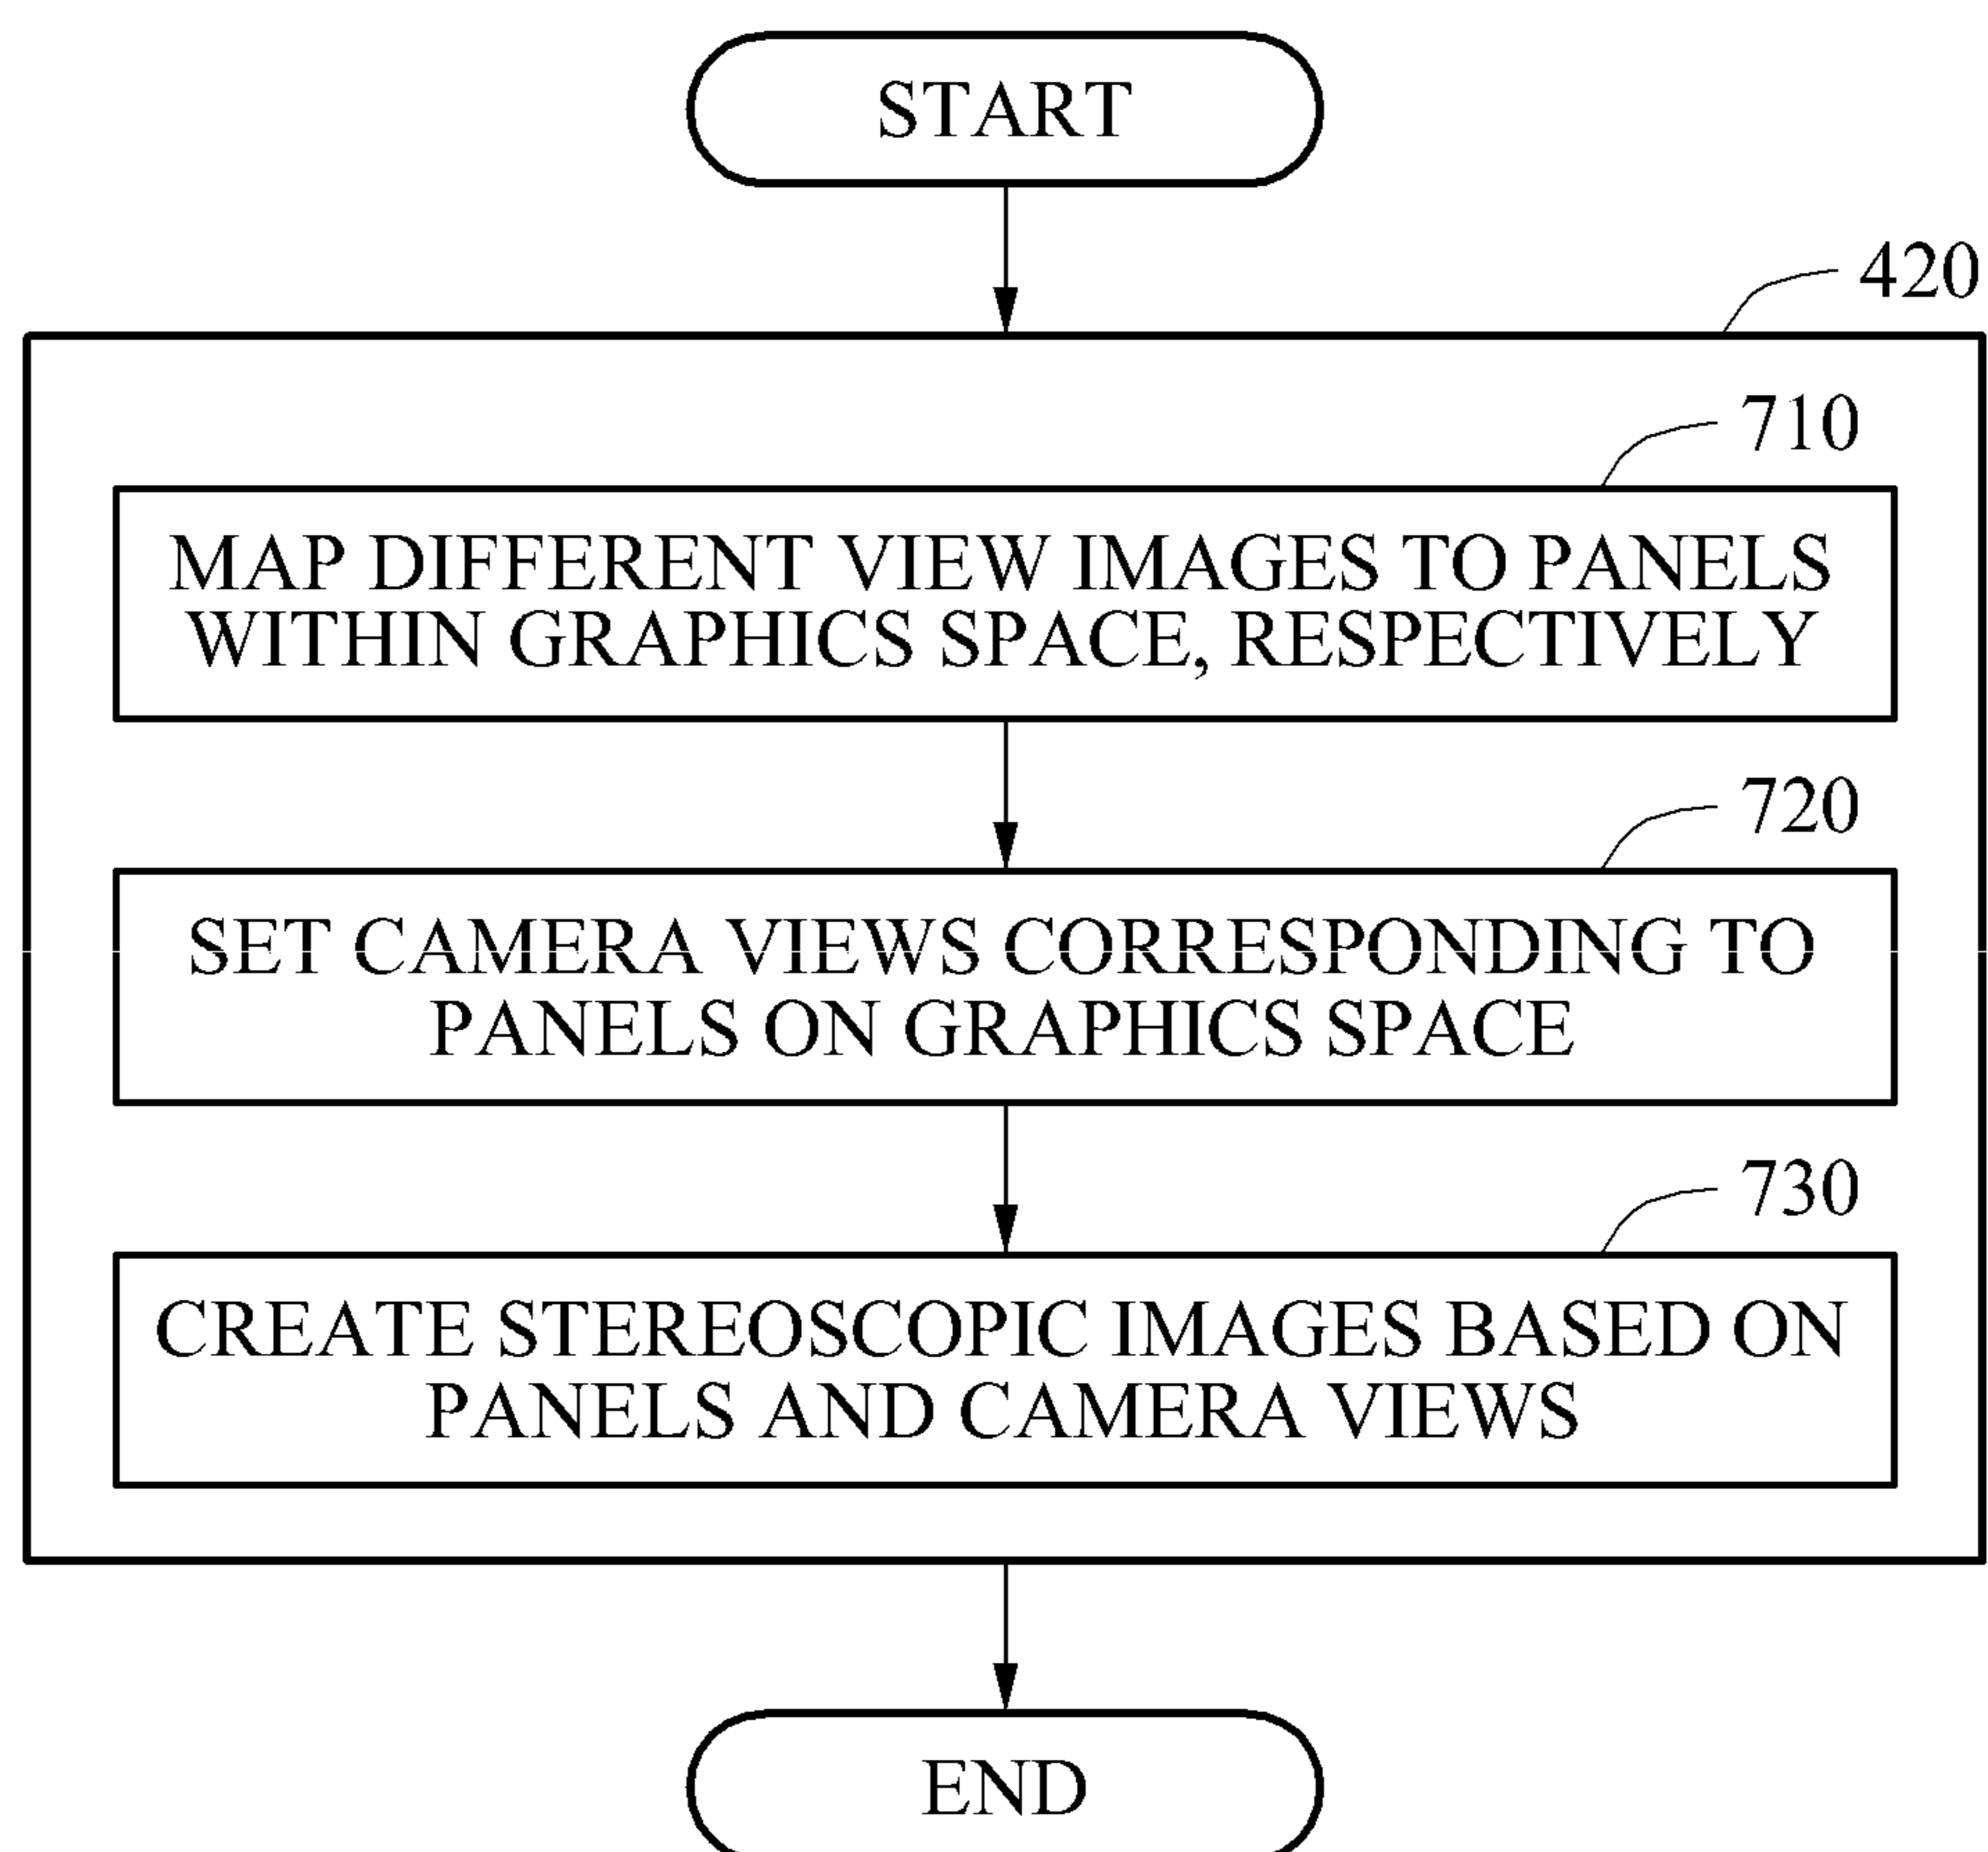 START
420
710
MAP DIFFERENT VIEW IMAGES TO PANELS
WITHIN GRAPHICS SPACE, RESPECTIVELY
720
SET CAMERA VIEWS CORRESPONDING TO
PANELS ON GRAPHICS SPACE
730
CREATE STEREOSCOPIC IMAGES BASED ON
PANELS AND CAMERA VIEWS
END